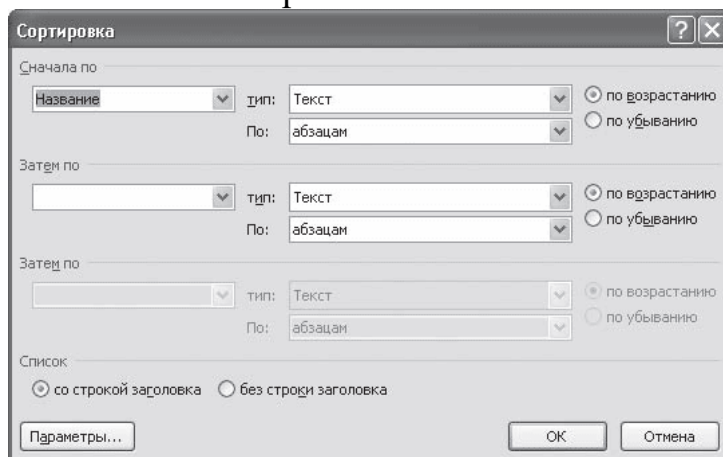 Сортировка
Сначала по
Название тип: Текст по возрастанию
По: абзацам по убыванию
Затем по
тип: Текст по возрастанию
По: абзацам по убыванию
Затем по
тип: Текст по возрастанию
По: абзацам по убыванию
Список
со строкой заголовка без строки заголовка
Параметры... ОК Отмена